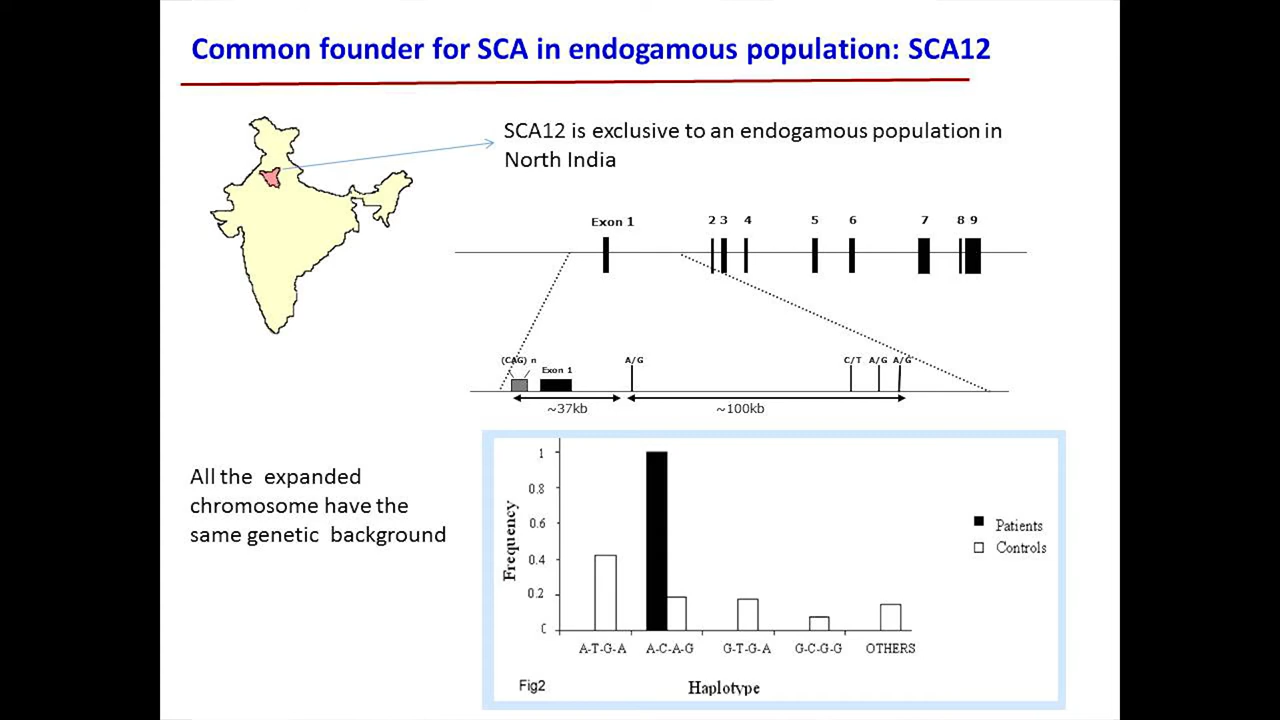 Common founder for SCA in endogamous population: SCA12
SCA12 is exclusive to an endogamous population in
North India
Exon 1 2 3 4 5 6 7 8 9
(CAG) n Exon 1 A/G C/T A/G A/G
~37kb ~100kb
All the expanded
chromosome have the
same genetic background
1
0.8
0.6
0.4
0.2
Frequency
Patients
Controls
A-T-G-A A-C-A-G G-T-G-A G-C-G-G OTHERS
Fig2
Haplotype